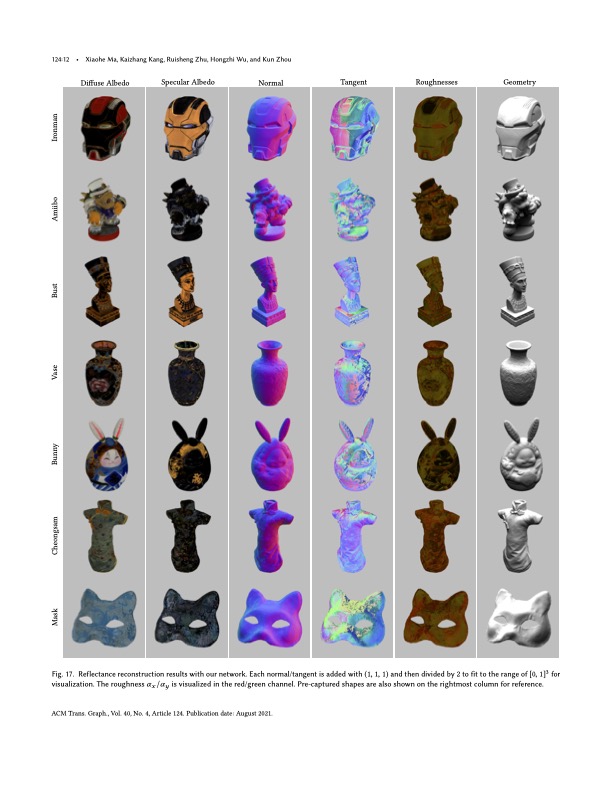 124:12 • Xiaohe Ma, Kaizhang Kang, Ruisheng Zhu, Hongzhi Wu, and Kun Zhou
Diffuse Albedo Specular Albedo Normal Tangent Roughnesses Geometry
Ironman
Amiibo
Bust
Vase
Bunny
Cheongsam
Mask
Fig. 17. Reflectance reconstruction results with our network. Each normal/tangent is added with (1, 1, 1) and then divided by 2 to fit to the range of [0, 1]³ for
visualization. The roughness αₓ/αᵧ is visualized in the red/green channel. Pre-captured shapes are also shown on the rightmost column for reference.
ACM Trans. Graph., Vol. 40, No. 4, Article 124. Publication date: August 2021.